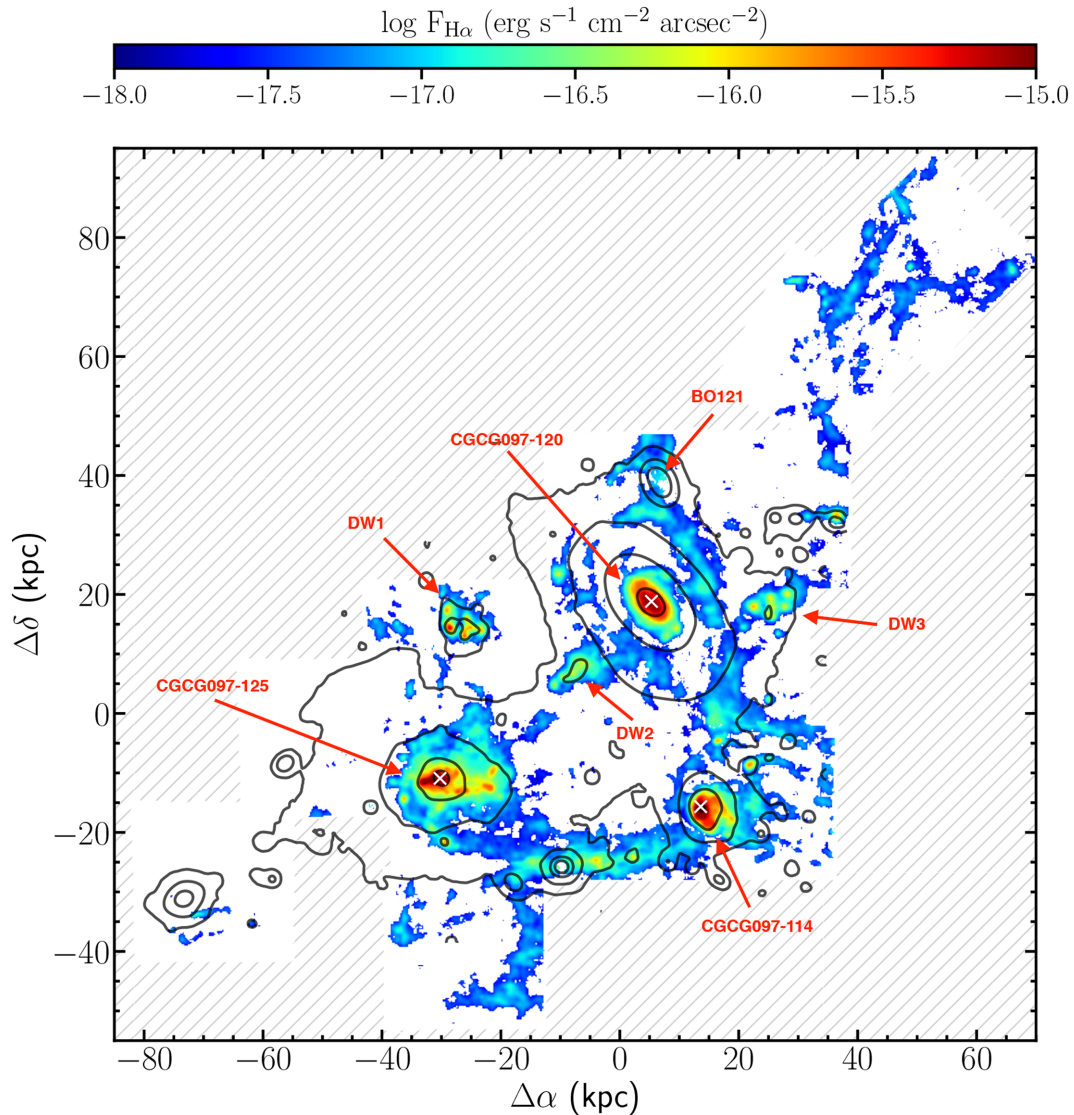 log F_Hα (erg s⁻¹ cm⁻² arcsec⁻²)
−18.0 −17.5 −17.0 −16.5 −16.0 −15.5 −15.0
80
60
BO121
CGCG097-120
40
DW1
20
DW3
Δδ (kpc)
CGCG097-125
0
DW2
−20
CGCG097-114
−40
−80 −60 −40 −20 0 20 40 60
Δα (kpc)